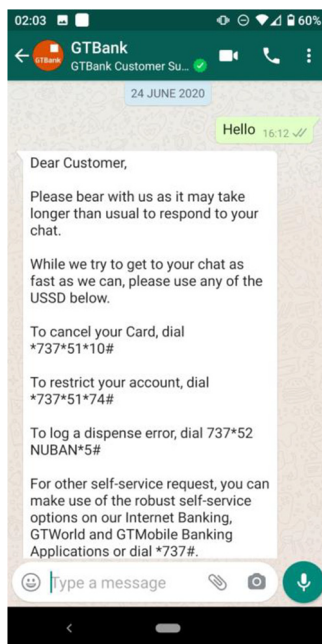 02:03
60%
GTBank
GTBank
GTBank Customer Su...
24 JUNE 2020
Hello 16:12
Dear Customer,
Please bear with us as it may take
longer than usual to respond to your
chat.
While we try to get to your chat as
fast as we can, please use any of the
USSD below.
To cancel your Card, dial
*737*51*10#
To restrict your account, dial
*737*51*74#
To log a dispense error, dial 737*52
NUBAN*5#
For other self-service request, you can
make use of the robust self-service
options on our Internet Banking,
GTWorld and GTMobile Banking
Applications or dial *737#.
Type a message